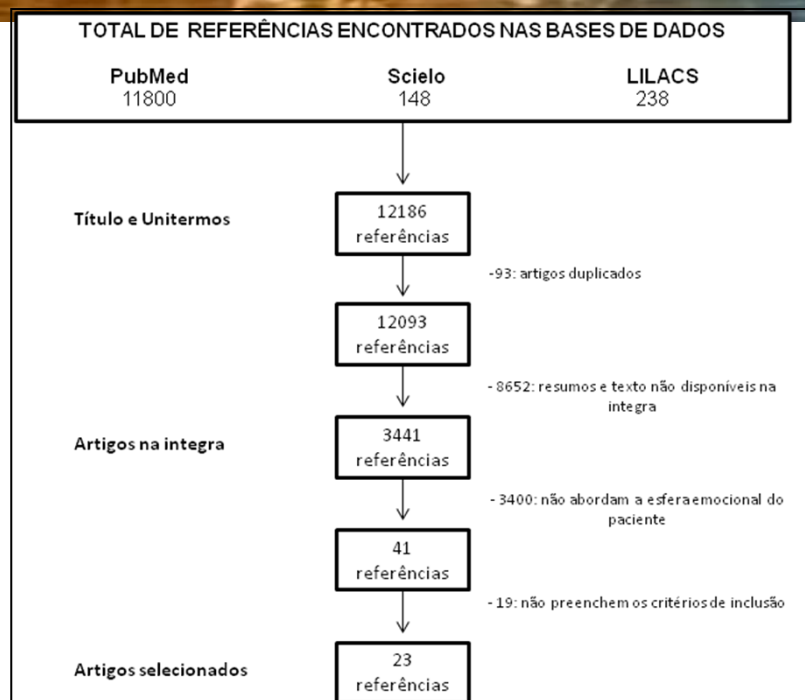 TOTAL DE REFERÊNCIAS ENCONTRADOS NAS BASES DE DADOS
PubMed Scielo LILACS
11800 148 238
Título e Unitermos
12186
referências
-93: artigos duplicados
12093
referências
- 8652: resumos e texto não disponíveis na
integra
Artigos na integra
3441
referências
- 3400: não abordam a esfera emocional do
paciente
41
referências
- 19: não preenchem os critérios de inclusão
Artigos selecionados
23
referências